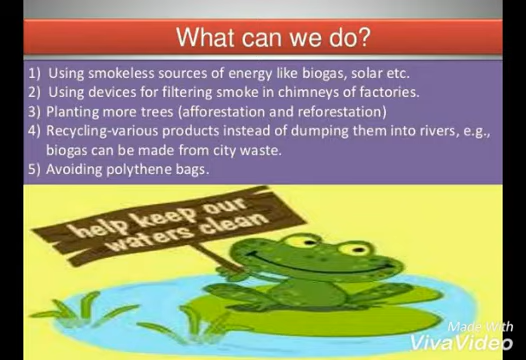 What can we do?
1) Using smokeless sources of energy like biogas, solar etc.
2) Using devices for filtering smoke in chimneys of factories.
3) Planting more trees (afforestation and reforestation)
4) Recycling-various products instead of dumping them into rivers, e.g.,
biogas can be made from city waste.
5) Avoiding polythene bags.
help keep our
waters clean
Made With
VivaVideo